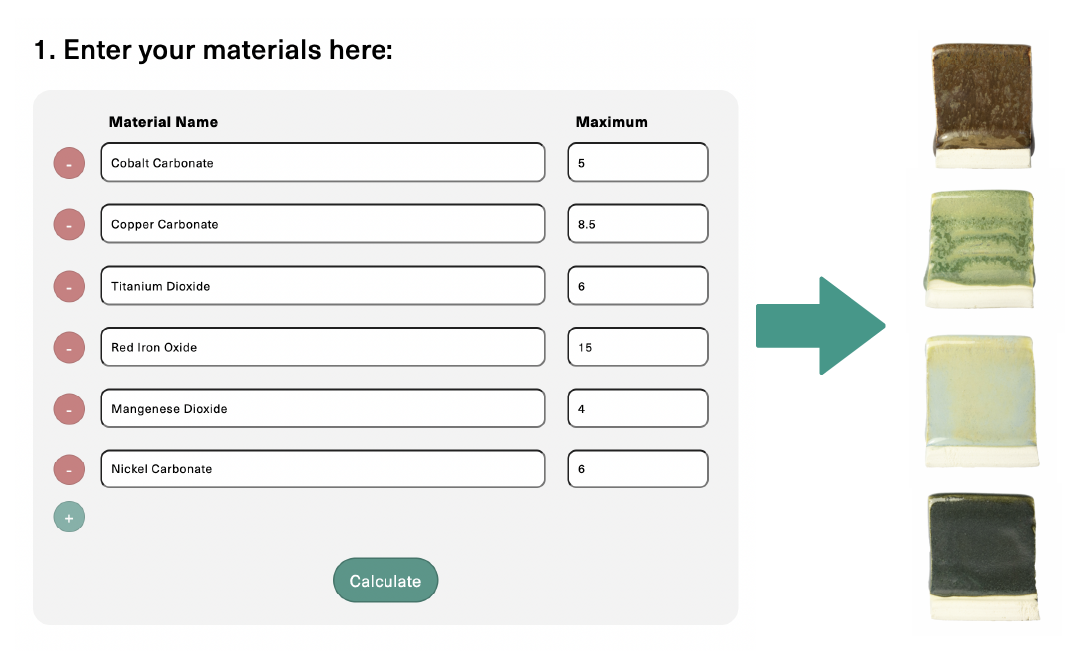 1. Enter your materials here:
Material Name Maximum
- Cobalt Carbonate 5
- Copper Carbonate 8.5
- Titanium Dioxide 6
- Red Iron Oxide 15
- Mangenese Dioxide 4
- Nickel Carbonate 6
+
Calculate